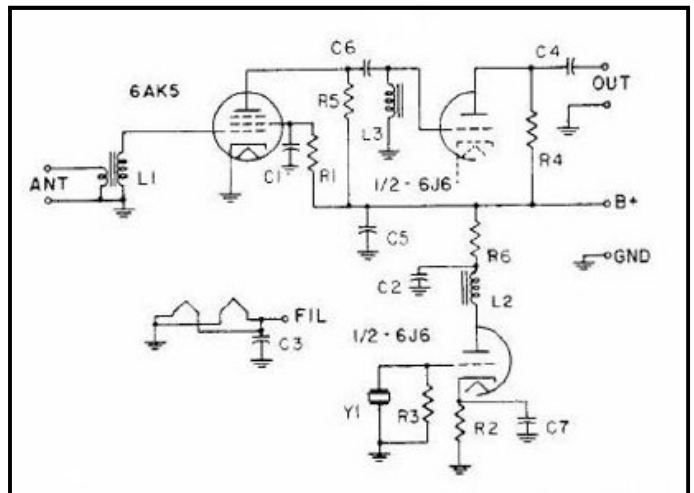 C6
C4
OUT
6AK5
R5
L3
R4
ANT
L1
C1
R1
1/2 - 6J6
B+
C5
R6
GND
C2
L2
FIL
C3
1/2 - 6J6
Y1
R3
R2
C7